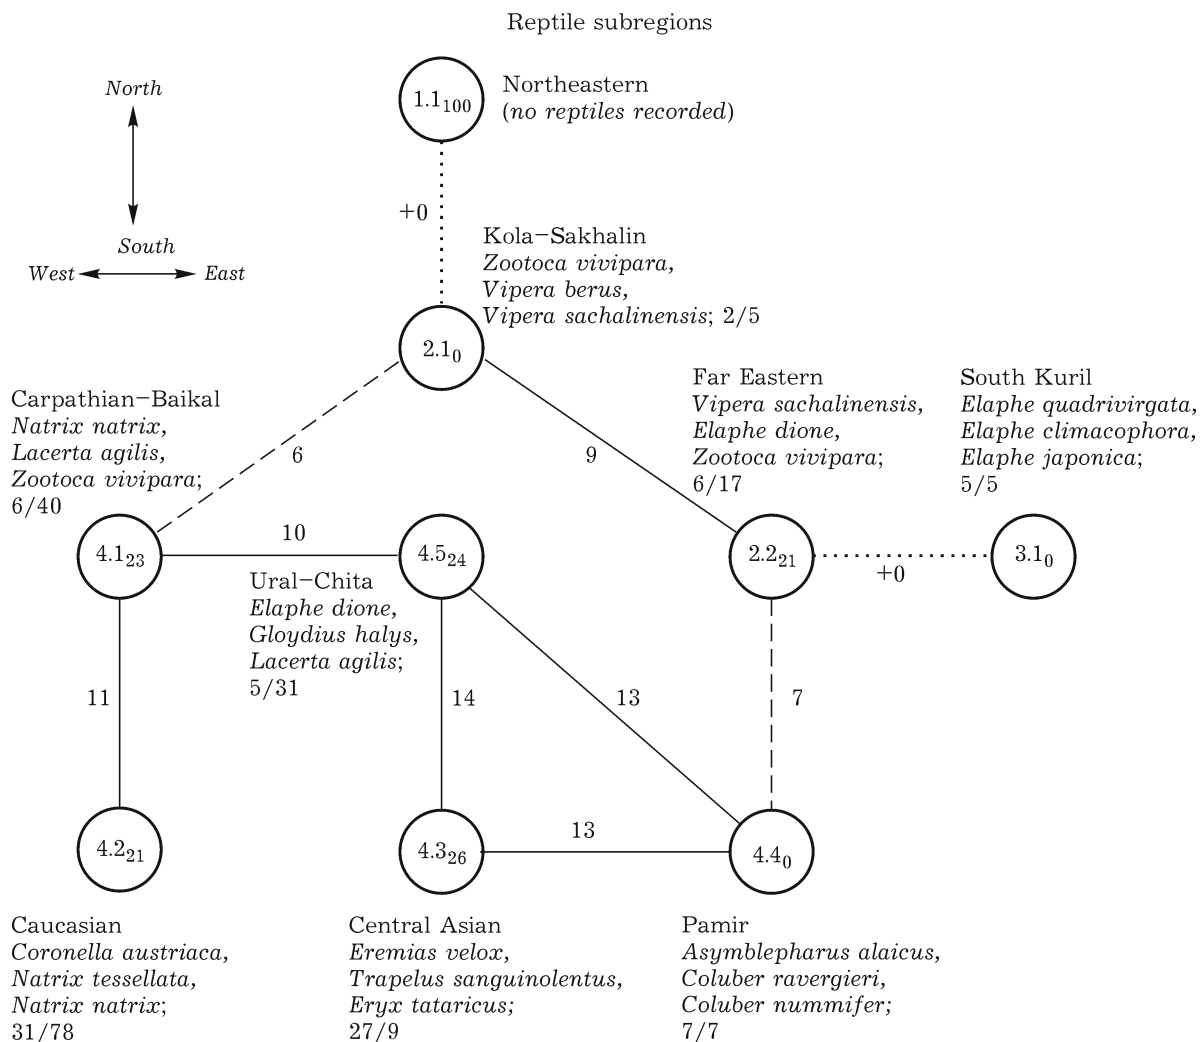 Reptile subregions
North
South
West
East
1.1₁₀₀
Northeastern
(no reptiles recorded)
+0
Kola–Sakhalin
Zootoca vivipara,
Vipera berus,
Vipera sachalinensis; 2/5
2.1₀
Carpathian–Baikal
Natrix natrix,
Lacerta agilis,
Zootoca vivipara;
6/40
6
9
Far Eastern
Vipera sachalinensis,
Elaphe dione,
Zootoca vivipara;
6/17
South Kuril
Elaphe quadrivirgata,
Elaphe climacophora,
Elaphe japonica;
5/5
4.1₂₃
10
4.5₂₄
2.2₂₁
+0
3.1₀
Ural–Chita
Elaphe dione,
Gloydius halys,
Lacerta agilis;
5/31
11
14
13
7
13
4.2₂₁
4.3₂₆
4.4₀
Caucasian
Coronella austriaca,
Natrix tessellata,
Natrix natrix;
31/78
Central Asian
Eremias velox,
Trapelus sanguinolentus,
Eryx tataricus;
27/9
Pamir
Asymblepharus alaicus,
Coluber ravergieri,
Coluber nummifer;
7/7